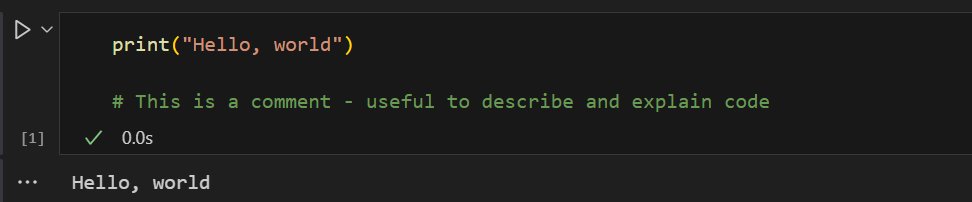 print("Hello, world")
# This is a comment - useful to describe and explain code
[1]
0.0s
Hello, world